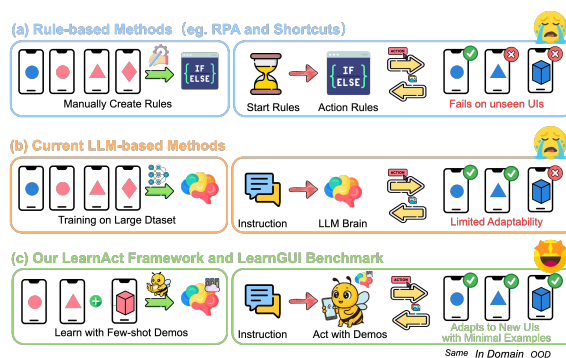 (a) Rule-based Methods（eg. RPA and Shortcuts）
IF
{ }
ELSE
Manually Create Rules
Start Rules
IF
{ }
ELSE
Action Rules
ACTION
Fails on unseen UIs
(b) Current LLM-based Methods
Training on Large Dtaset
Instruction
LLM Brain
ACTION
Limited Adaptability
(c) Our LearnAct Framework and LearnGUI Benchmark
Learn with Few-shot Demos
Instruction
Act with Demos
ACTION
Adapts to New UIs
with Minimal Examples
Same In Domain OOD